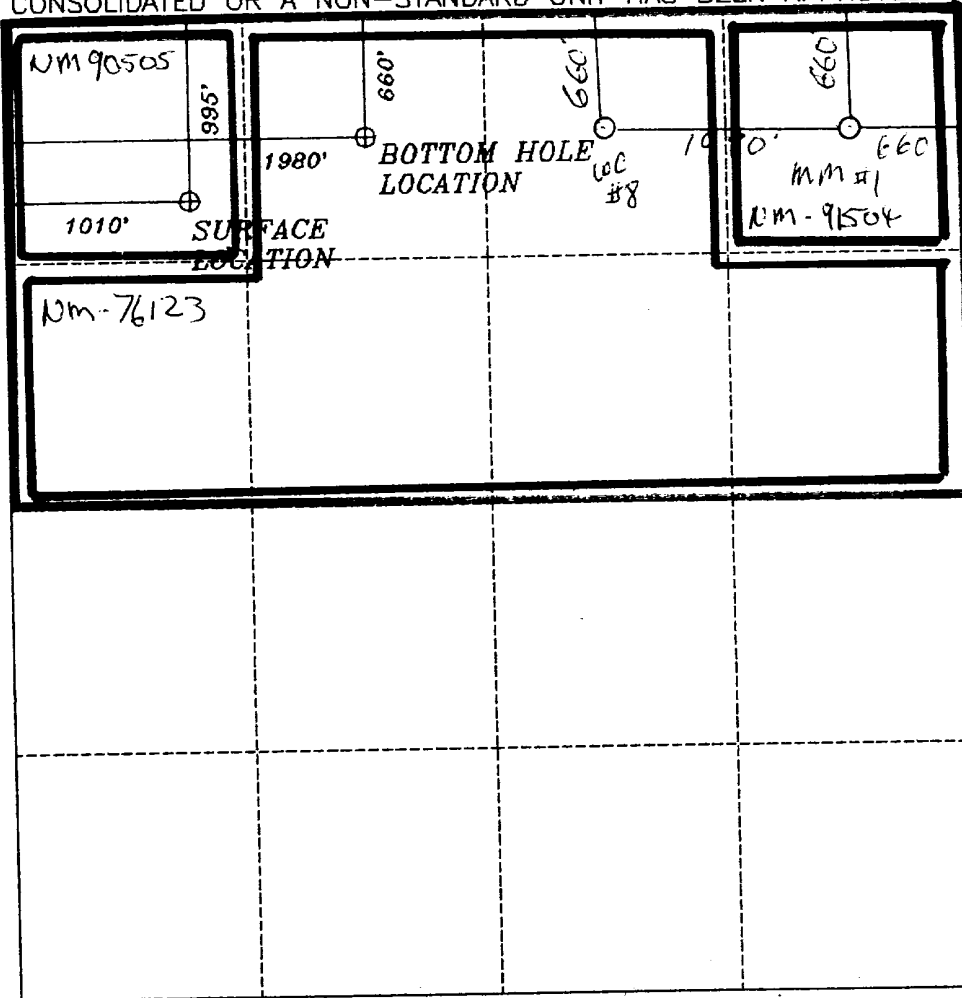 CONSOLIDATED OR A NON-STANDARD UNIT HAS BEEN
NM 90505
995'
660'
660'
660'
1980'
BOTTOM HOLE
LOCATION
660
LOC
#8
MM #1
NM-91504
1010'
SURFACE
LOCATION
NM-76123